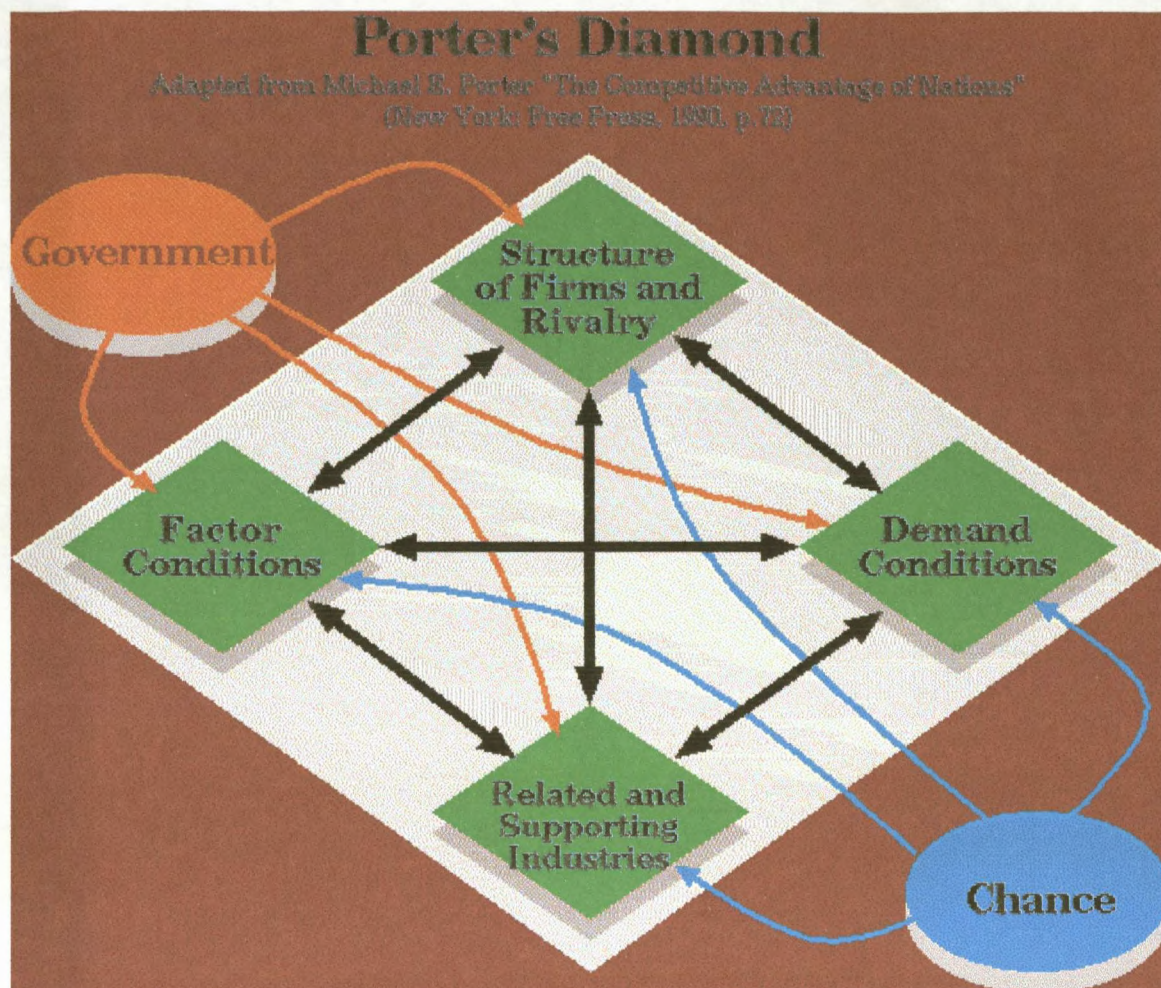 Porter's Diamond
Adapted from Michael E. Porter "The Competitive Advantage of Nations"
(New York: Free Press, 1990, p.72)
Government
Structure
of Firms and
Rivalry
Factor
Conditions
Demand
Conditions
Related and
Supporting
Industries
Chance